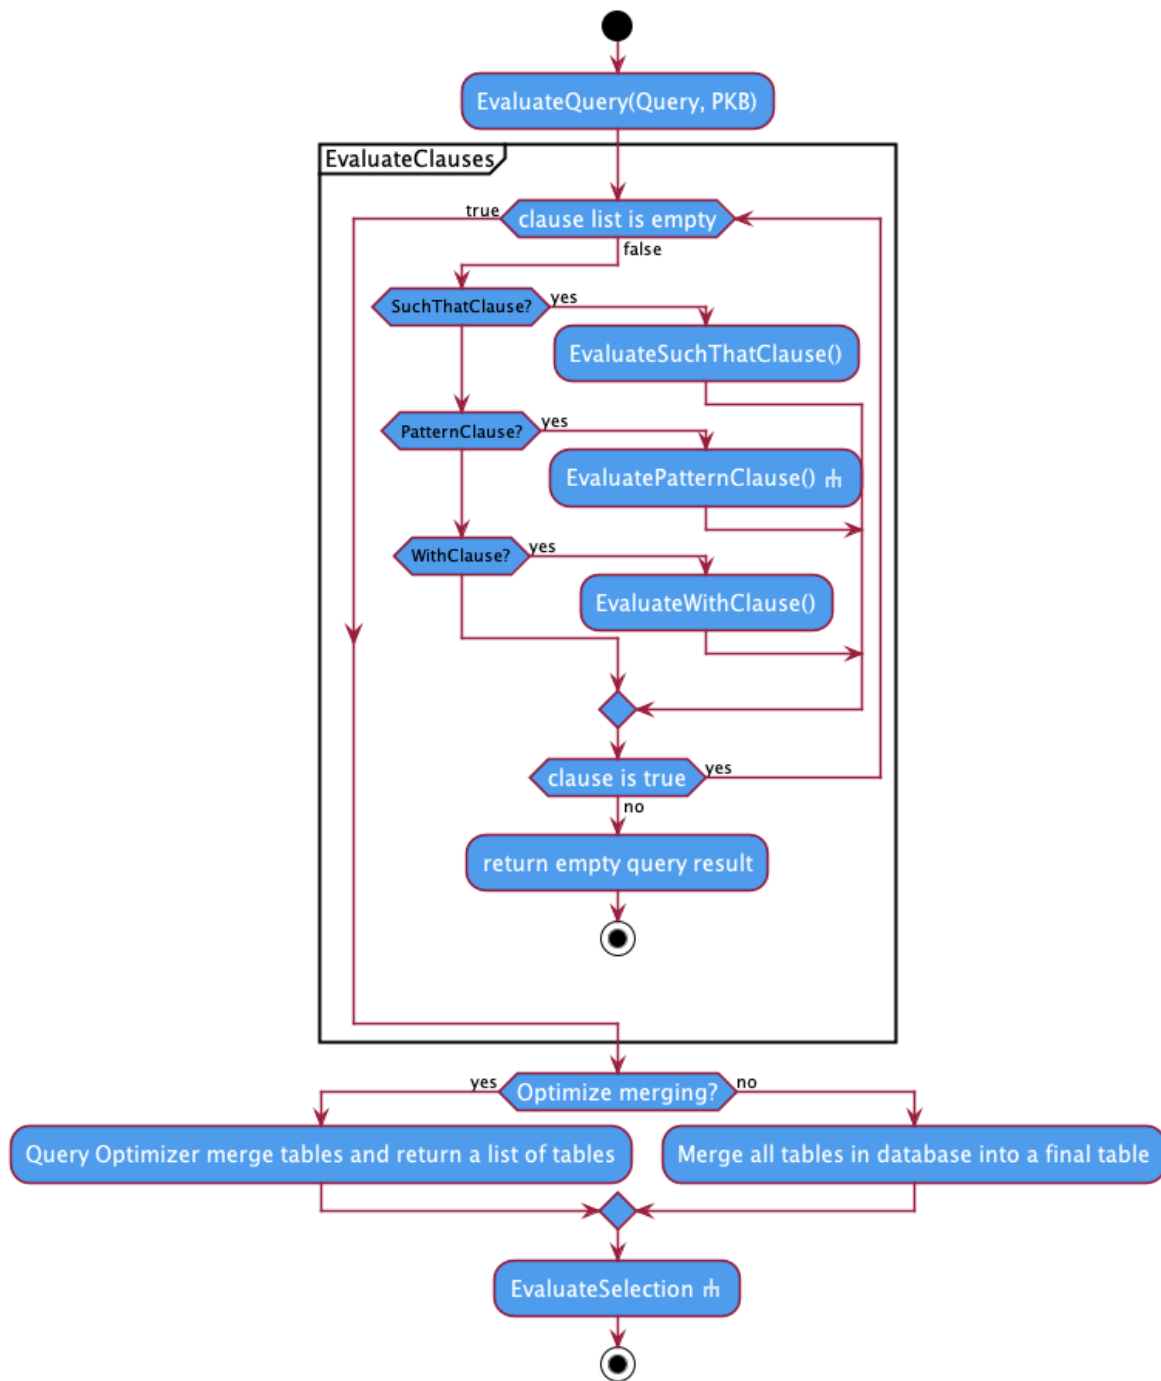 EvaluateQuery(Query, PKB)
EvaluateClauses
true
clause list is empty
false
SuchThatClause?
yes
EvaluateSuchThatClause()
PatternClause?
yes
EvaluatePatternClause()
WithClause?
yes
EvaluateWithClause()
clause is true
yes
no
return empty query result
yes
Optimize merging?
no
Query Optimizer merge tables and return a list of tables
Merge all tables in database into a final table
EvaluateSelection